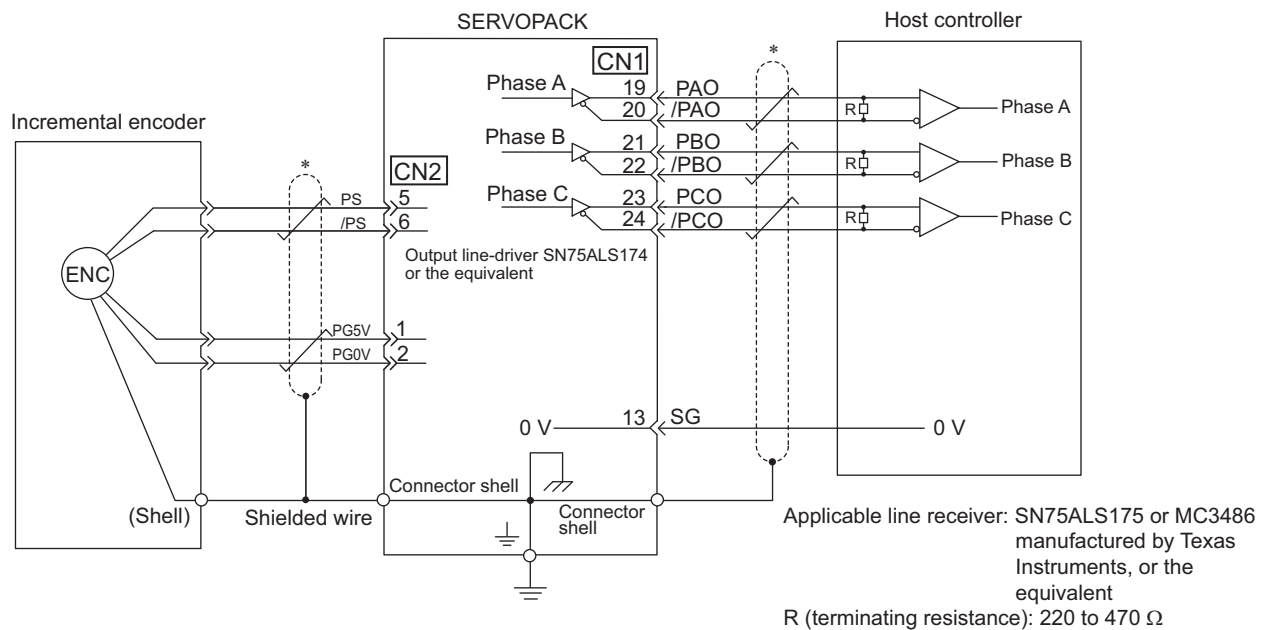 SERVOPACK
Host controller
Incremental encoder
*
CN2
PS
5
/PS
6
ENC
PG5V
1
PG0V
2
Output line-driver SN75ALS174
or the equivalent
CN1
Phase A
19
PAO
20
/PAO
Phase B
21
PBO
22
/PBO
Phase C
23
PCO
24
/PCO
*
R
Phase A
R
Phase B
R
Phase C
0 V
13
SG
0 V
(Shell)
Shielded wire
Connector shell
Connector
shell
Applicable line receiver: SN75ALS175 or MC3486
manufactured by Texas
Instruments, or the
equivalent
R (terminating resistance): 220 to 470 Ω